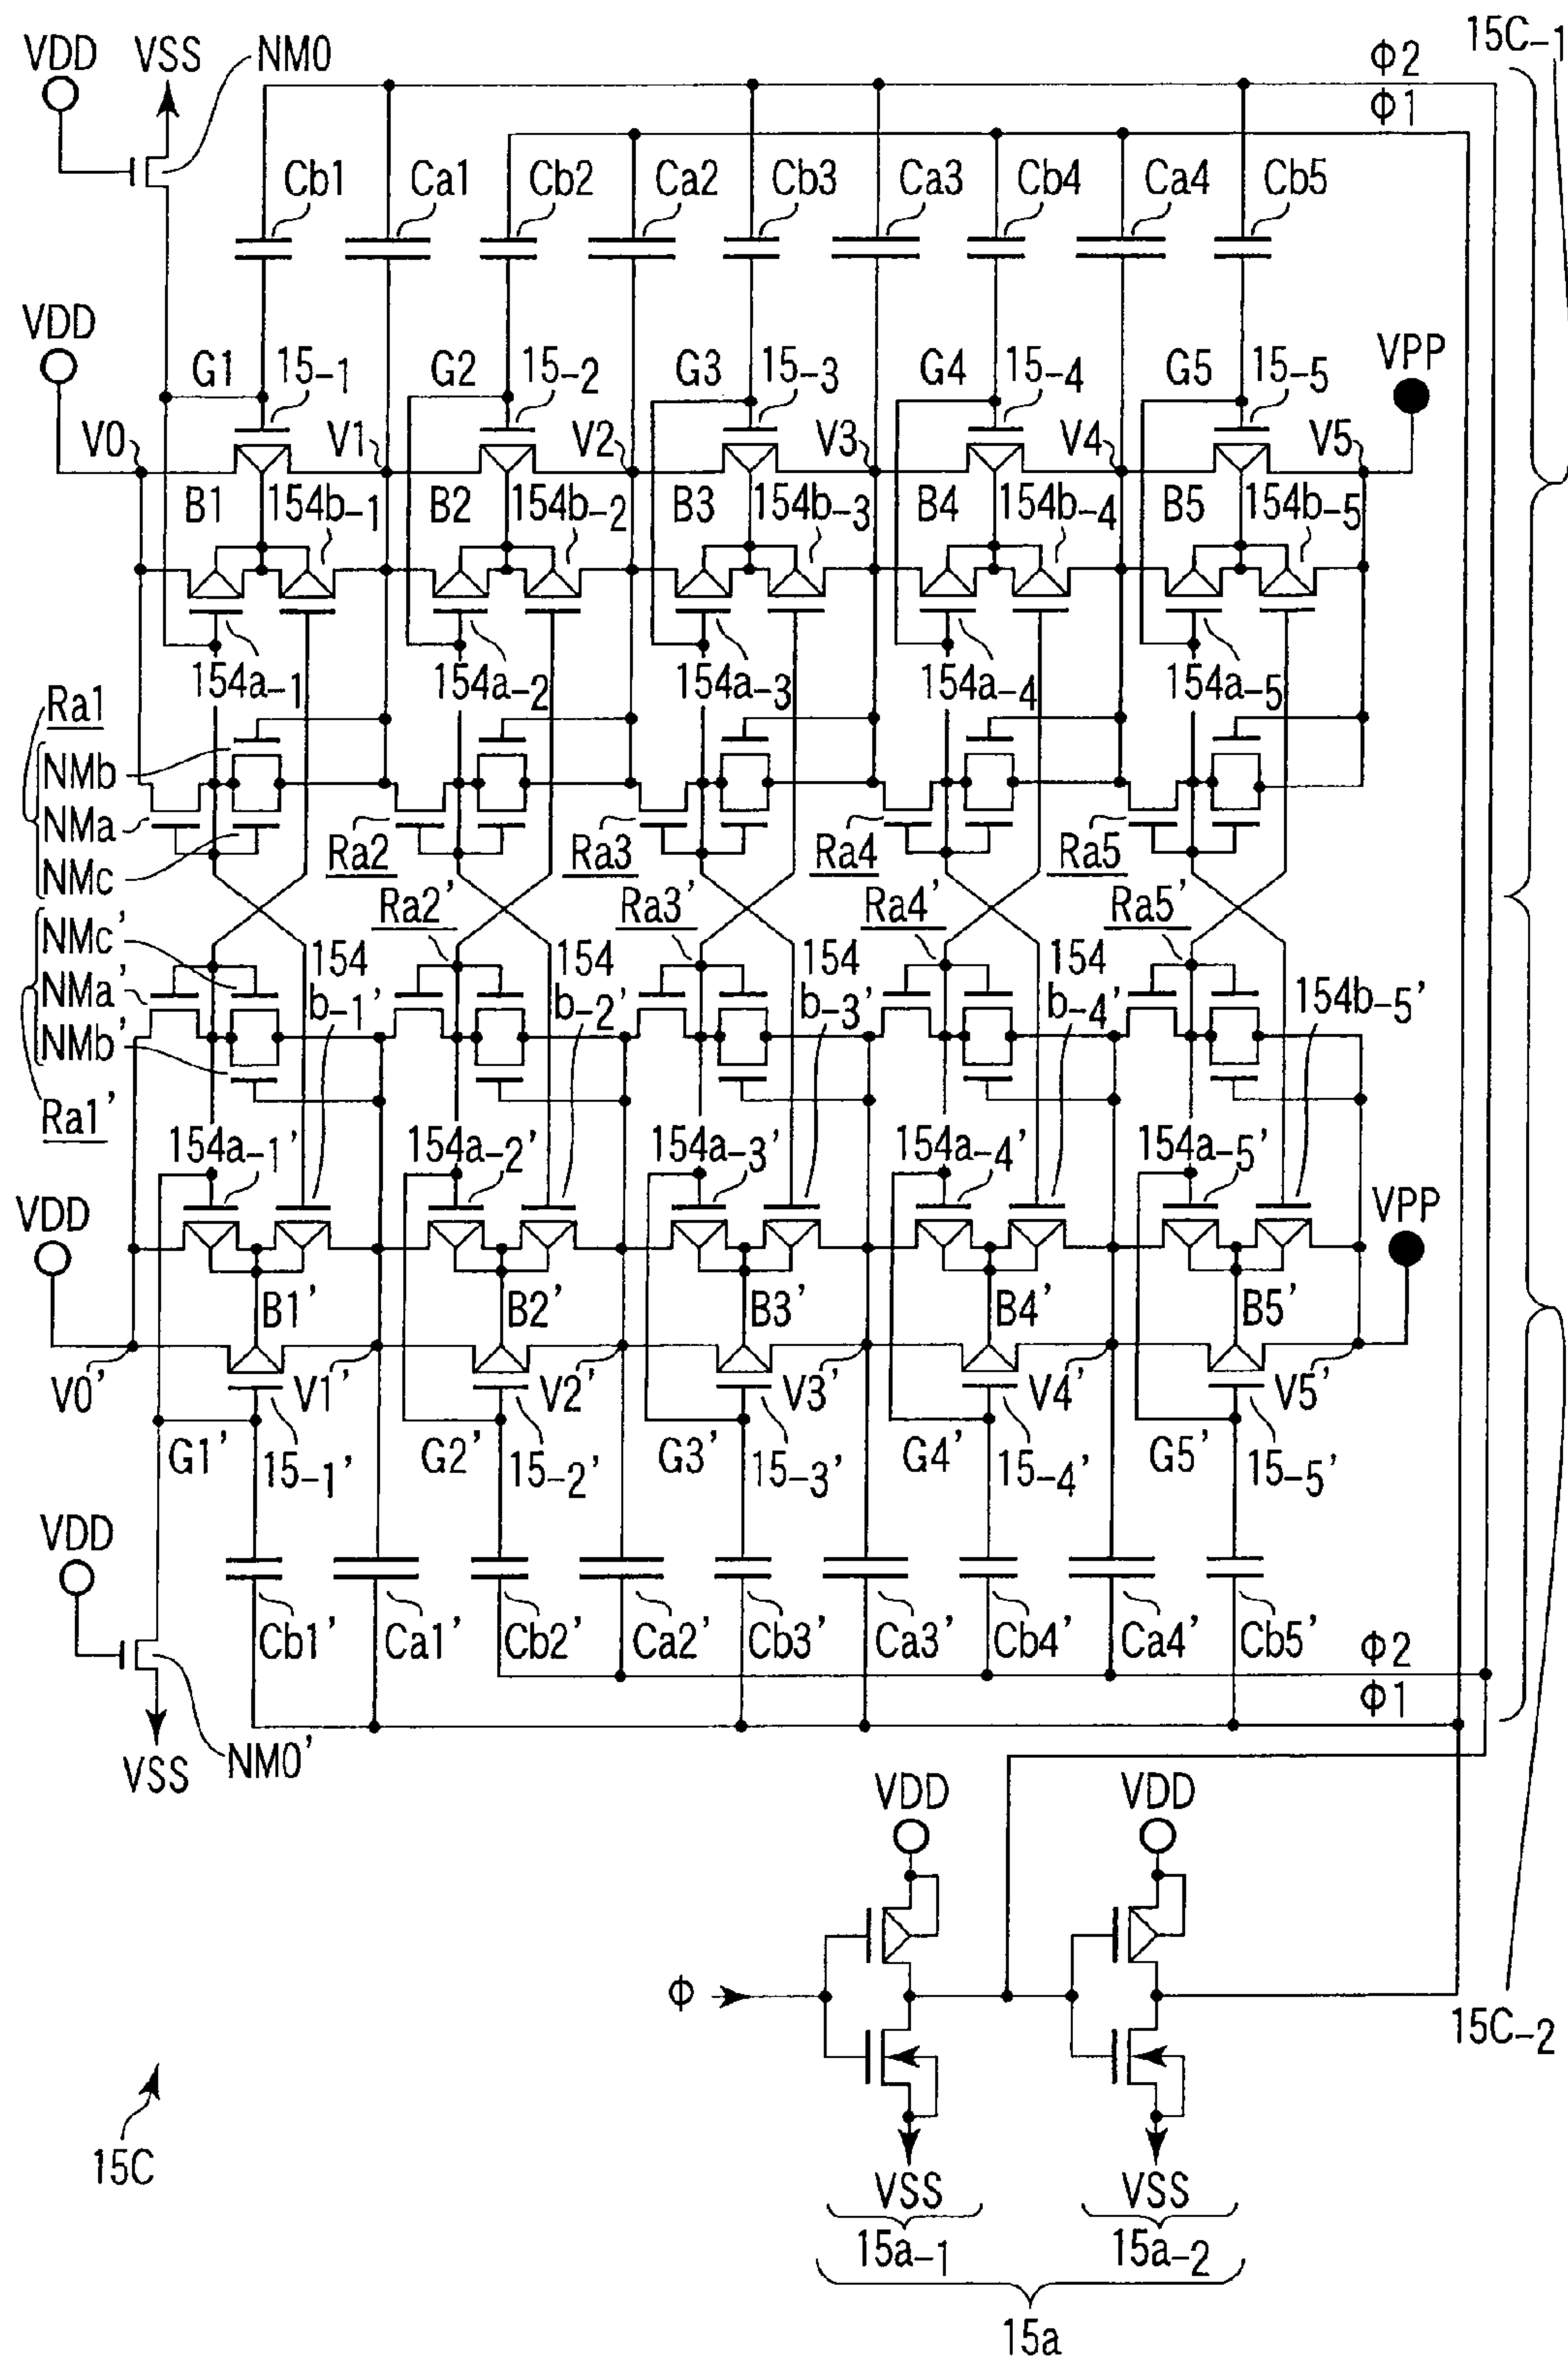 VDD VSS NM0 Φ2 15C-1
Φ1
Cb1 Ca1 Cb2 Ca2 Cb3 Ca3 Cb4 Ca4 Cb5
VDD G1 15-1 G2 15-2 G3 15-3 G4 15-4 G5 15-5 VPP
V0 V1 V2 V3 V4 V5
B1 154b-1 B2 154b-2 B3 154b-3 B4 154b-4 B5 154b-5
154a-1 154a-2 154a-3 154a-4 154a-5
Ra1
NMb
NMa
NMc Ra2 Ra3 Ra4 Ra5
Ra2' Ra3' Ra4' Ra5'
NMc' 154 154 154 154
NMa' b-1' b-2' b-3' b-4' 154b-5'
NMb'
Ra1'
154a-1' 154a-2' 154a-3' 154a-4' 154a-5'
VDD VPP
B1' B2' B3' B4' B5'
V0' V1' V2' V3' V4' V5'
G1' 15-1' G2' 15-2' G3' 15-3' G4' 15-4' G5' 15-5'
VDD
Cb1' Ca1' Cb2' Ca2' Cb3' Ca3' Cb4' Ca4' Cb5' Φ2
Φ1
VSS NM0'
VDD VDD
Φ
15C-2
15C
VSS VSS
15a-1 15a-2
15a